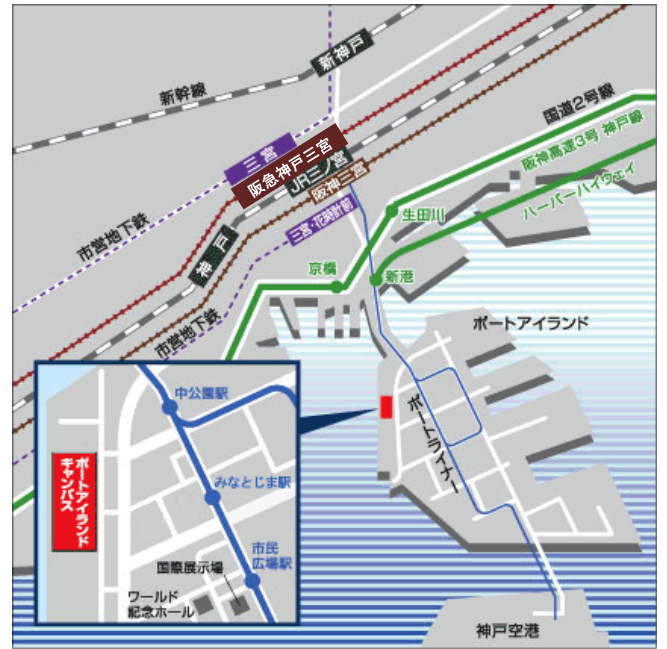 新神戸
新幹線
三宮
阪急神戸三宮
JR三ノ宮
阪神三宮
三宮・花時計前
国道2号線
阪神高速3号 神戸線
ハーバーハイウェイ
生田川
市営地下鉄
神戸
京橋
新港
市営地下鉄
ポートアイランド
ポートライナー
中公園駅
ポートアイランド
キャンパス
みなとじま駅
市民
広場駅
国際展示場
ワールド
記念ホール
神戸空港